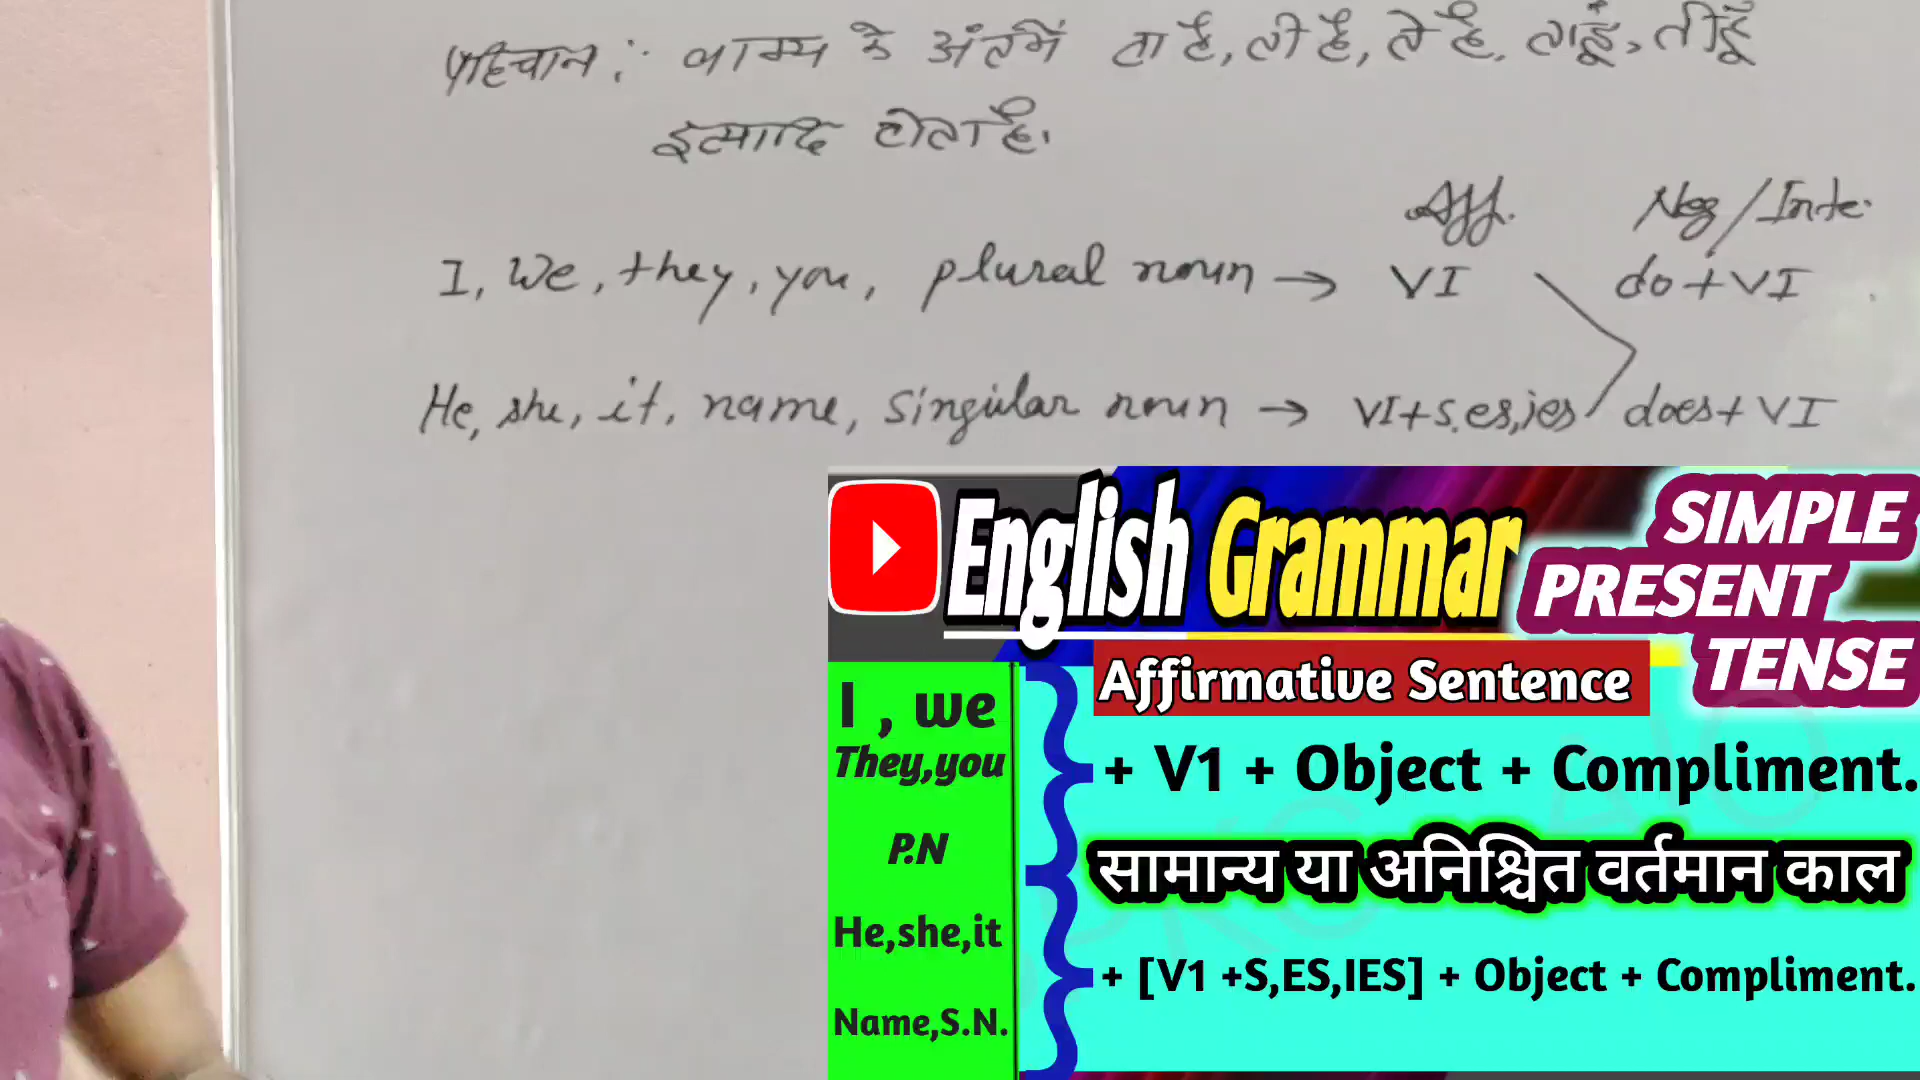 पहिचान :- वाक्य के अंत में ता है, ती है, ते है, ता हूँ, ती हूँ
इत्यादि होता है.
Aff. Neg/Inte.
I, We, they, you, plural noun → VI do+VI
He, she, it, name, singular noun → VI+s,es,ies does+VI
English Grammar
SIMPLE
PRESENT
TENSE
Affirmative Sentence
I , we
They,you
+ V1 + Object + Compliment.
P.N
सामान्य या अनिश्चित वर्तमान काल
He,she,it
+ [V1 +S,ES,IES] + Object + Compliment.
Name,S.N.